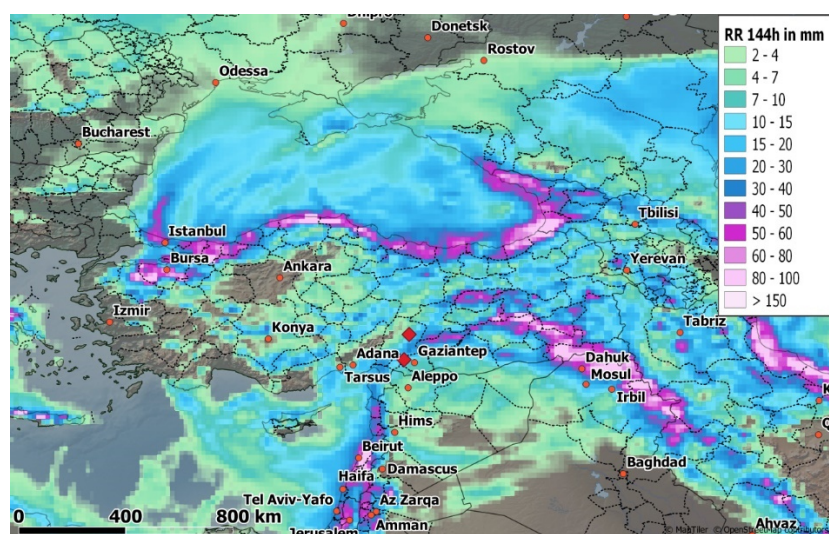 Dnipro
Donetsk
Rostov
Odessa
Bucharest
Istanbul
Bursa
Ankara
Izmir
Konya
Adana
Tarsus
Gaziantep
Aleppo
Hims
Beirut
Damascus
Haifa
Tel Aviv-Yafo
Az Zarqa
Jerusalem
Amman
Tbilisi
Yerevan
Tabriz
Dahuk
Mosul
Irbil
Baghdad
Ahvaz
K
Q
RR 144h in mm
2 - 4
4 - 7
7 - 10
10 - 15
15 - 20
20 - 30
30 - 40
40 - 50
50 - 60
60 - 80
80 - 100
> 150
0 400 800 km
© MapTiler © OpenStreetMap contributors